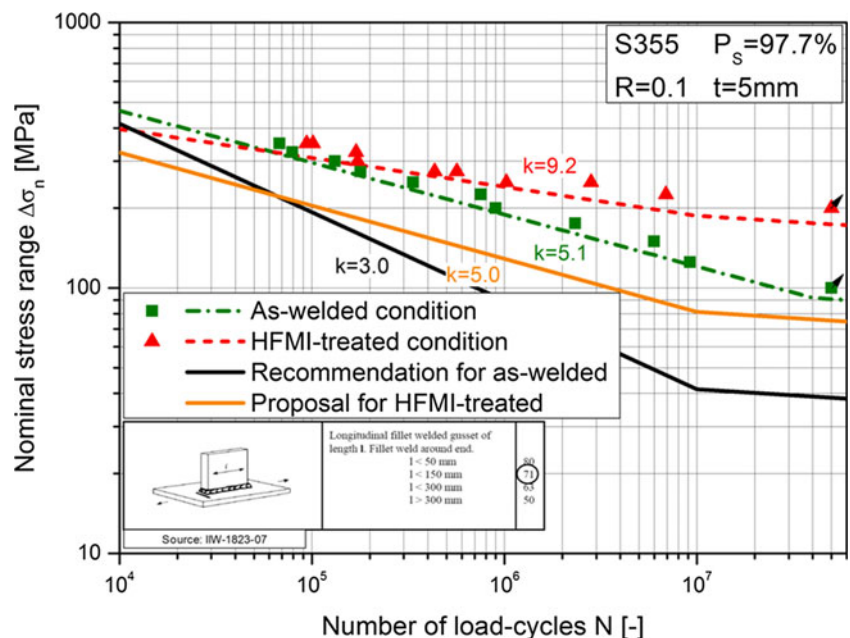 1000
S355 P_S=97.7%
R=0.1 t=5mm
k=9.2
Nominal stress range Δσ_n [MPa]
100
k=3.0
k=5.0
k=5.1
As-welded condition
HFMI-treated condition
Recommendation for as-welded
Proposal for HFMI-treated
Longitudinal fillet welded gusset of
length l. Fillet weld around end.
l < 50 mm 80
l < 150 mm 71
l < 300 mm 63
l > 300 mm 50
l
Source: IIW-1823-07
10
10^4 10^5 10^6 10^7
Number of load-cycles N [-]